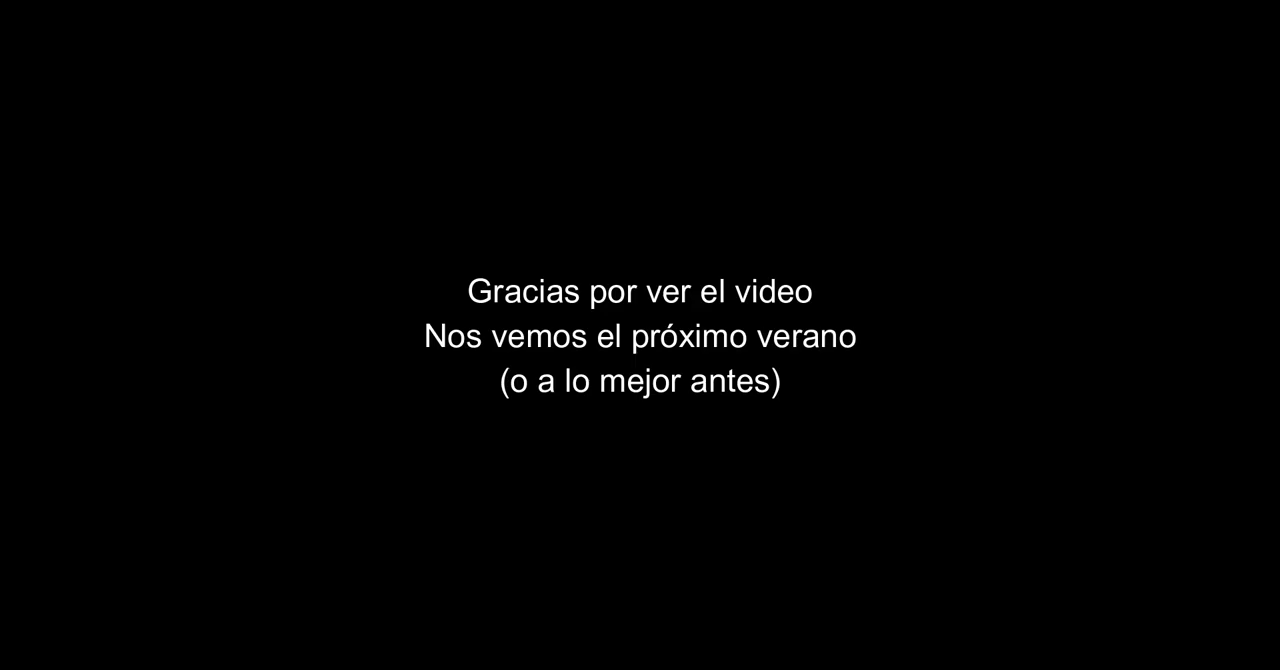 Gracias por ver el video
Nos vemos el próximo verano
(o a lo mejor antes)